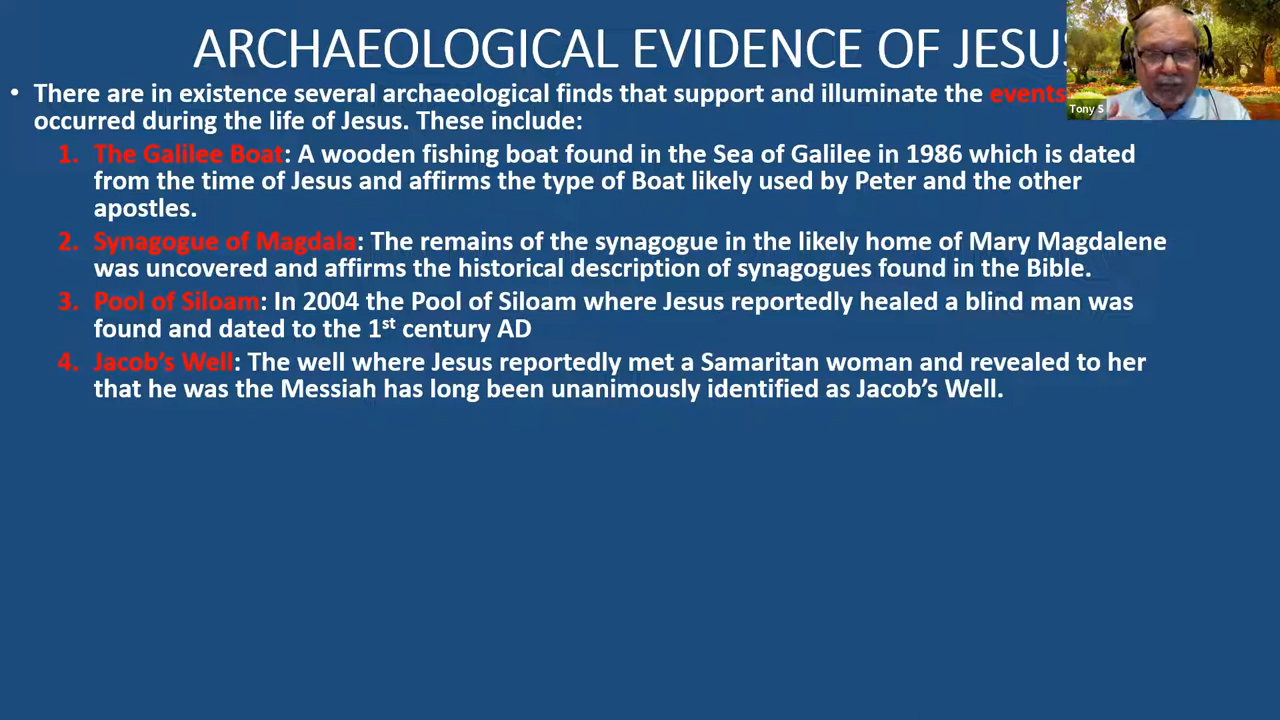 ARCHAEOLOGICAL EVIDENCE OF JESUS
• There are in existence several archaeological finds that support and illuminate the events
Tony S
occurred during the life of Jesus. These include:
1. The Galilee Boat: A wooden fishing boat found in the Sea of Galilee in 1986 which is dated
from the time of Jesus and affirms the type of Boat likely used by Peter and the other
apostles.
2. Synagogue of Magdala: The remains of the synagogue in the likely home of Mary Magdalene
was uncovered and affirms the historical description of synagogues found in the Bible.
3. Pool of Siloam: In 2004 the Pool of Siloam where Jesus reportedly healed a blind man was
found and dated to the 1st century AD
4. Jacob’s Well: The well where Jesus reportedly met a Samaritan woman and revealed to her
that he was the Messiah has long been unanimously identified as Jacob’s Well.